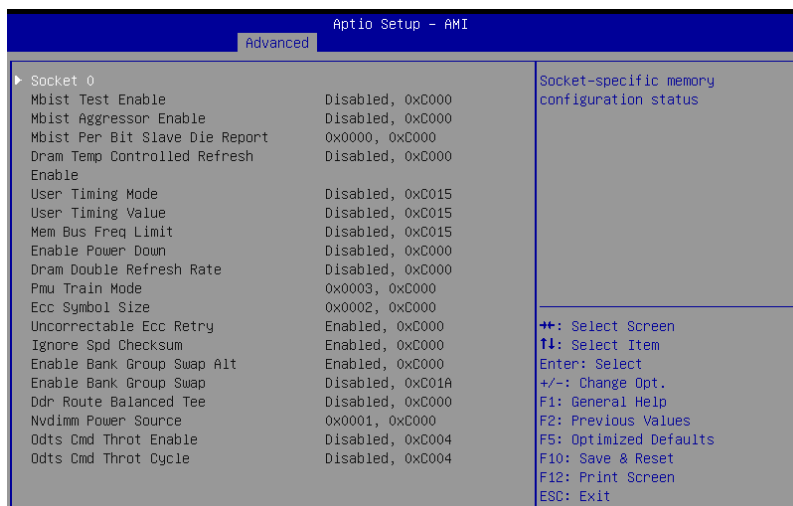 Aptio Setup – AMI
Advanced
Socket 0
Mbist Test Enable Disabled, 0xC000
Mbist Aggressor Enable Disabled, 0xC000
Mbist Per Bit Slave Die Report 0x0000, 0xC000
Dram Temp Controlled Refresh Disabled, 0xC000
Enable
User Timing Mode Disabled, 0xC015
User Timing Value Disabled, 0xC015
Mem Bus Freq Limit Disabled, 0xC015
Enable Power Down Disabled, 0xC000
Dram Double Refresh Rate Disabled, 0xC000
Pmu Train Mode 0x0003, 0xC000
Ecc Symbol Size 0x0002, 0xC000
Uncorrectable Ecc Retry Enabled, 0xC000
Ignore Spd Checksum Enabled, 0xC000
Enable Bank Group Swap Alt Enabled, 0xC000
Enable Bank Group Swap Disabled, 0xC01A
Ddr Route Balanced Tee Disabled, 0xC000
Nvdimm Power Source 0x0001, 0xC000
Odts Cmd Throt Enable Disabled, 0xC004
Odts Cmd Throt Cycle Disabled, 0xC004
Socket-specific memory
configuration status
→←: Select Screen
↑↓: Select Item
Enter: Select
+/-: Change Opt.
F1: General Help
F2: Previous Values
F5: Optimized Defaults
F10: Save & Reset
F12: Print Screen
ESC: Exit